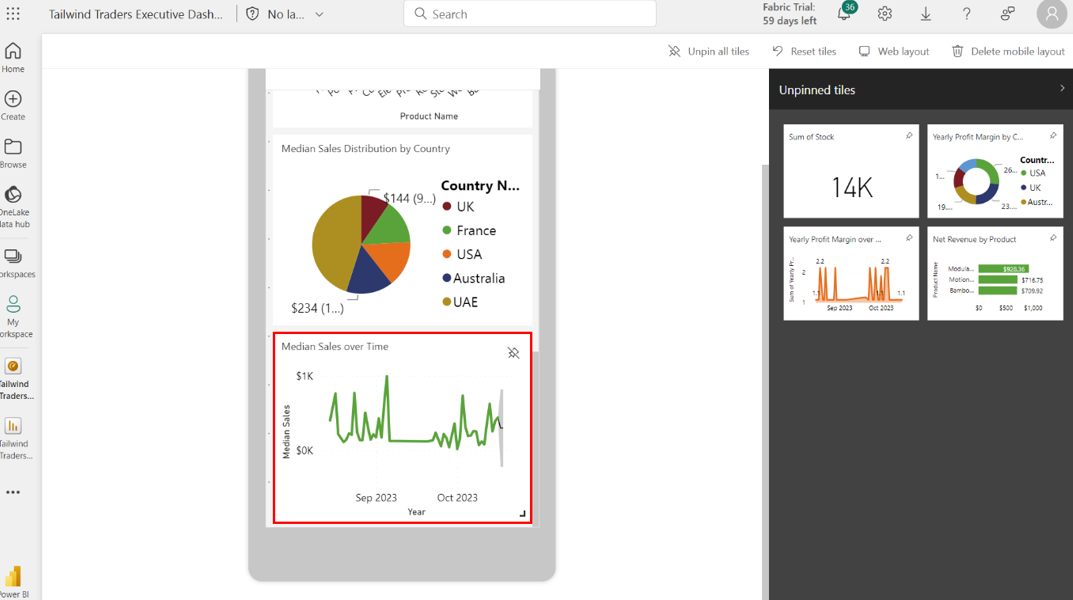 Tailwind Traders Executive Dash...
No la...
Search
Fabric Trial:
59 days left
36
Home
Create
Browse
OneLake
data hub
orkspaces
My
orkspace
Tailwind
Traders...
Tailwind
Traders...
Power BI
Unpin all tiles
Reset tiles
Web layout
Delete mobile layout
Product Name
Median Sales Distribution by Country
$144 (9...)
$234 (1...)
Country N...
UK
France
USA
Australia
UAE
Median Sales over Time
$1K
$0K
Median Sales
Sep 2023
Oct 2023
Year
Unpinned tiles
Sum of Stock
14K
Yearly Profit Margin by C...
Countr...
USA
UK
Austr...
1...
26...
19...
23...
Yearly Profit Margin over ...
Sum of Yearly Pr...
2.2
2.2
2
1.1
1.1
1.1
1
Sep 2023
Oct 2023
Net Revenue by Product
Product Name
Modula...
$928.36
Motion...
$716.75
Bambo...
$709.92
$0
$500
$1,000